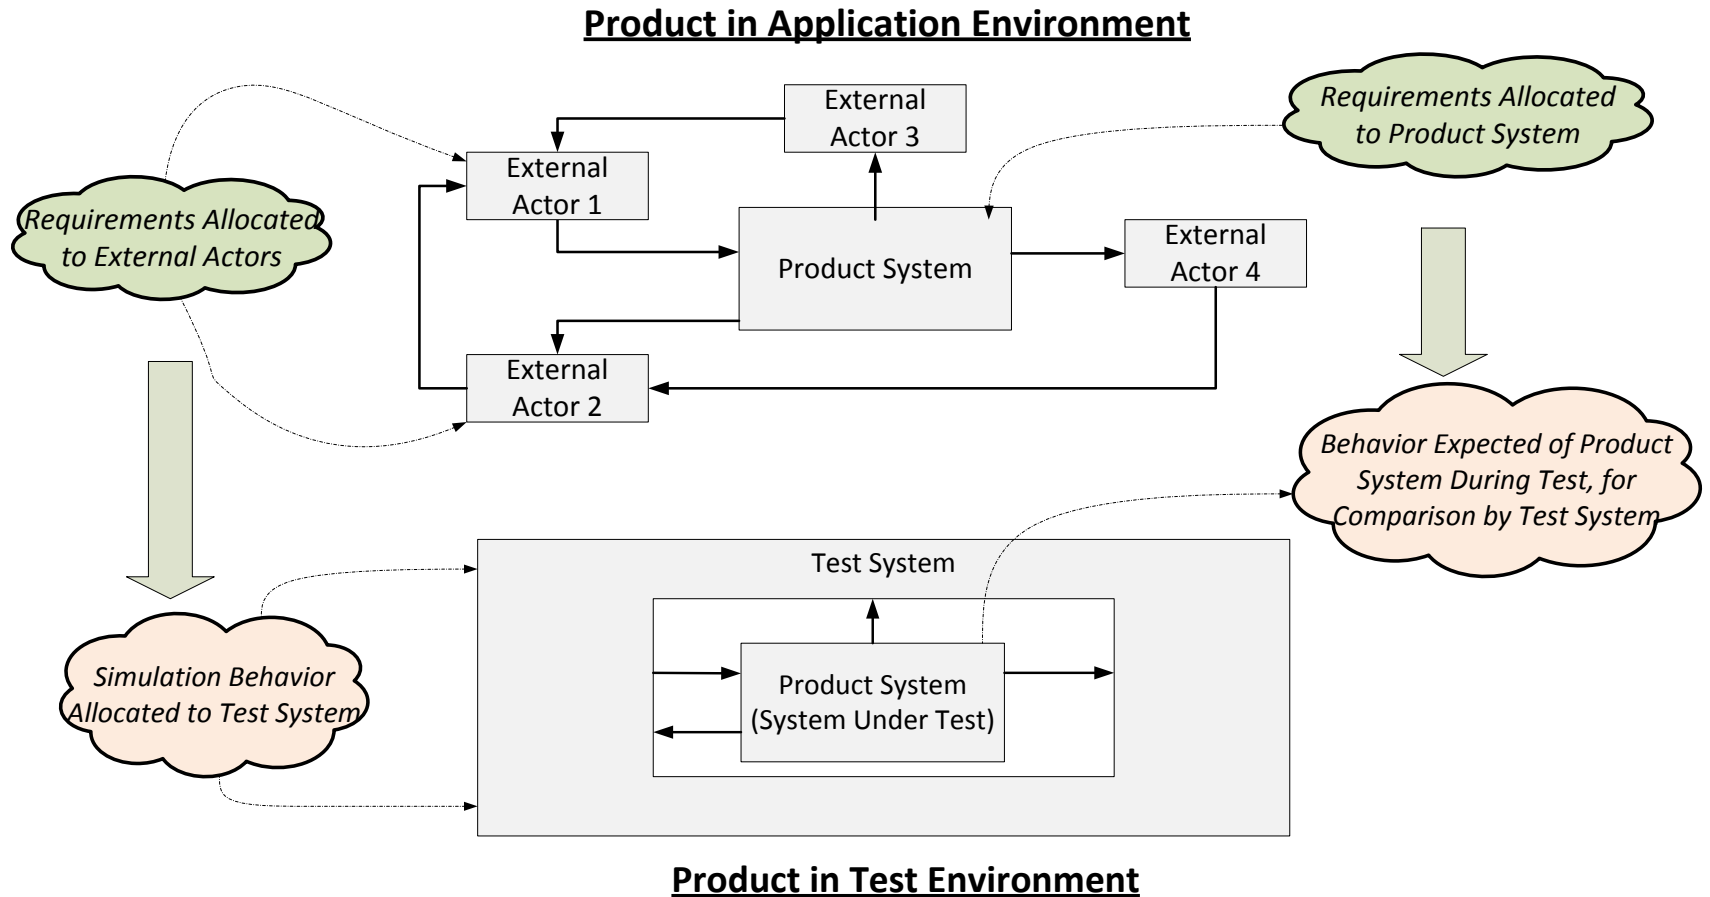 Product in Application Environment
External
Actor 3
Requirements Allocated
to Product System
External
Actor 1
Requirements Allocated
to External Actors
Product System
External
Actor 4
External
Actor 2
Behavior Expected of Product
System During Test, for
Comparison by Test System
Test System
Simulation Behavior
Allocated to Test System
Product System
(System Under Test)
Product in Test Environment